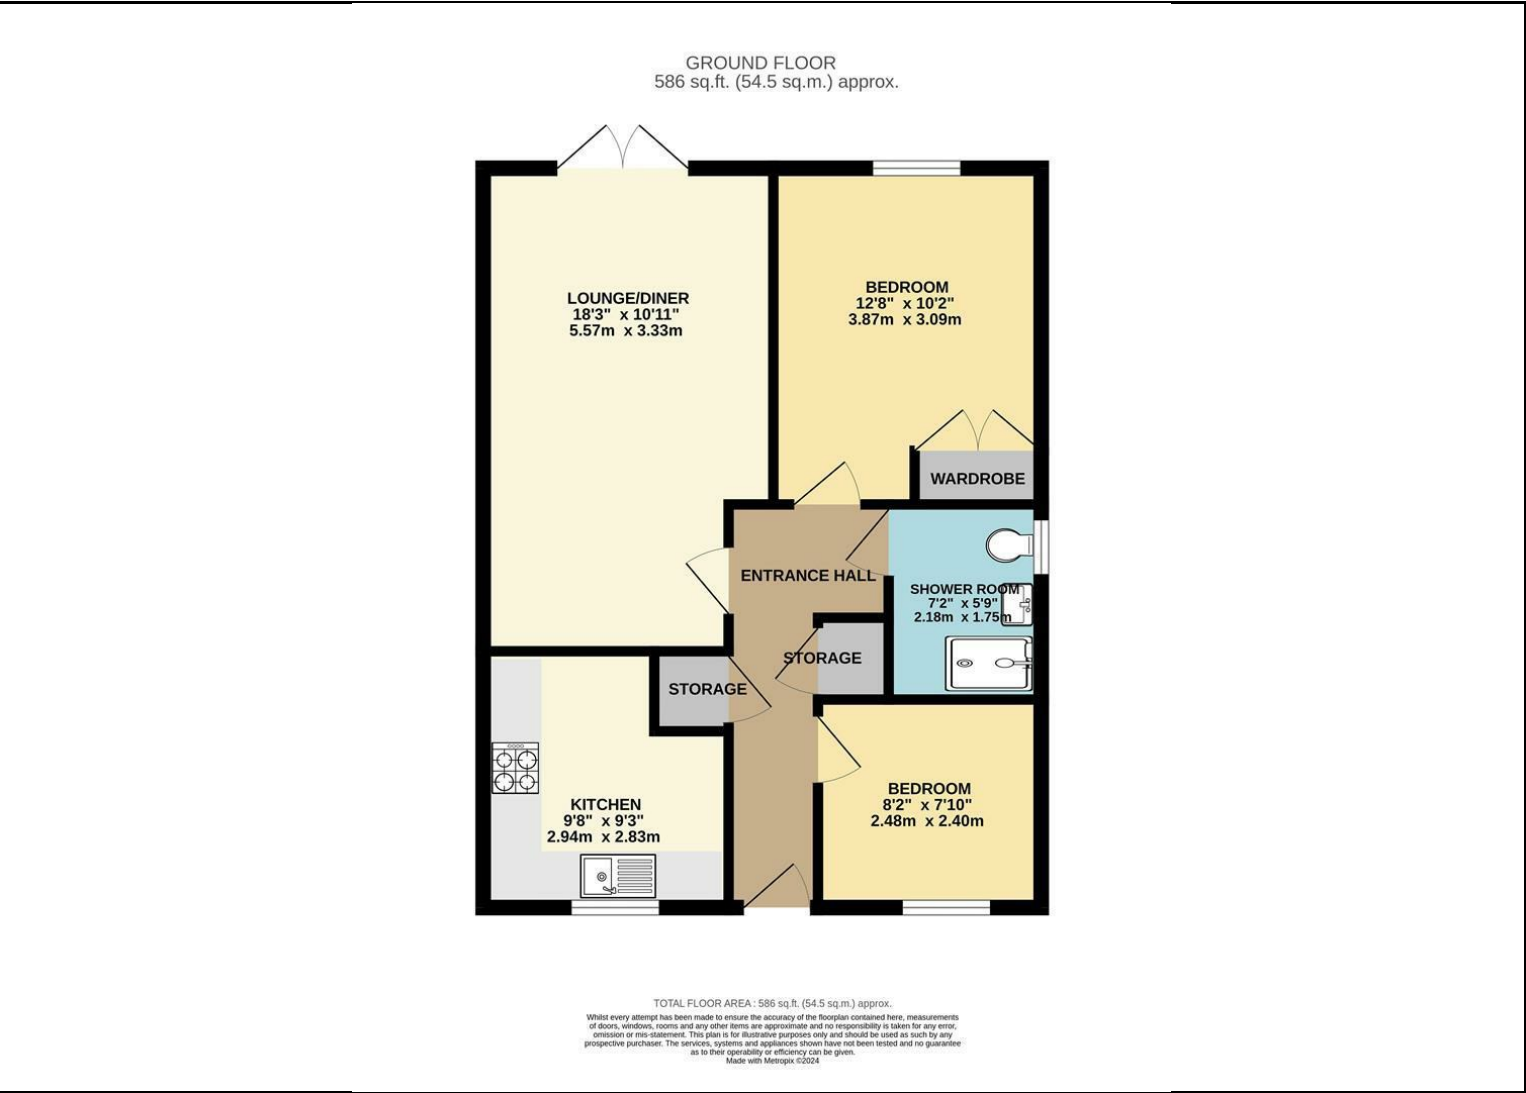 GROUND FLOOR
586 sq.ft. (54.5 sq.m.) approx.
LOUNGE/DINER
18'3" x 10'11"
5.57m x 3.33m
BEDROOM
12'8" x 10'2"
3.87m x 3.09m
WARDROBE
ENTRANCE HALL
SHOWER ROOM
7'2" x 5'9"
2.18m x 1.75m
STORAGE
STORAGE
KITCHEN
9'8" x 9'3"
2.94m x 2.83m
BEDROOM
8'2" x 7'10"
2.48m x 2.40m
TOTAL FLOOR AREA : 586 sq.ft. (54.5 sq.m.) approx.
Whilst every attempt has been made to ensure the accuracy of the floorplan contained here, measurements
of doors, windows, rooms and any other items are approximate and no responsibility is taken for any error,
omission or mis-statement. This plan is for illustrative purposes only and should be used as such by any
prospective purchaser. The services, systems and appliances shown have not been tested and no guarantee
as to their operability or efficiency can be given.
Made with Metropix ©2024